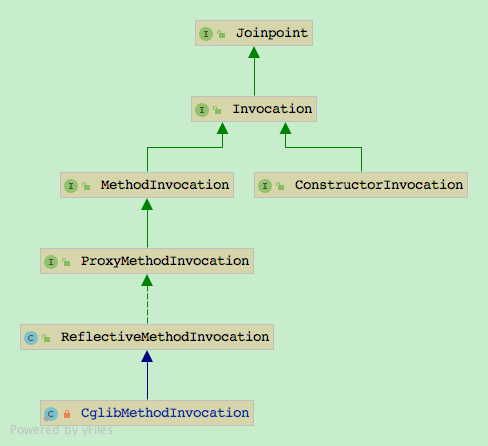 Joinpoint
Invocation
MethodInvocation
ConstructorInvocation
ProxyMethodInvocation
ReflectiveMethodInvocation
CglibMethodInvocation
Powered by yFiles